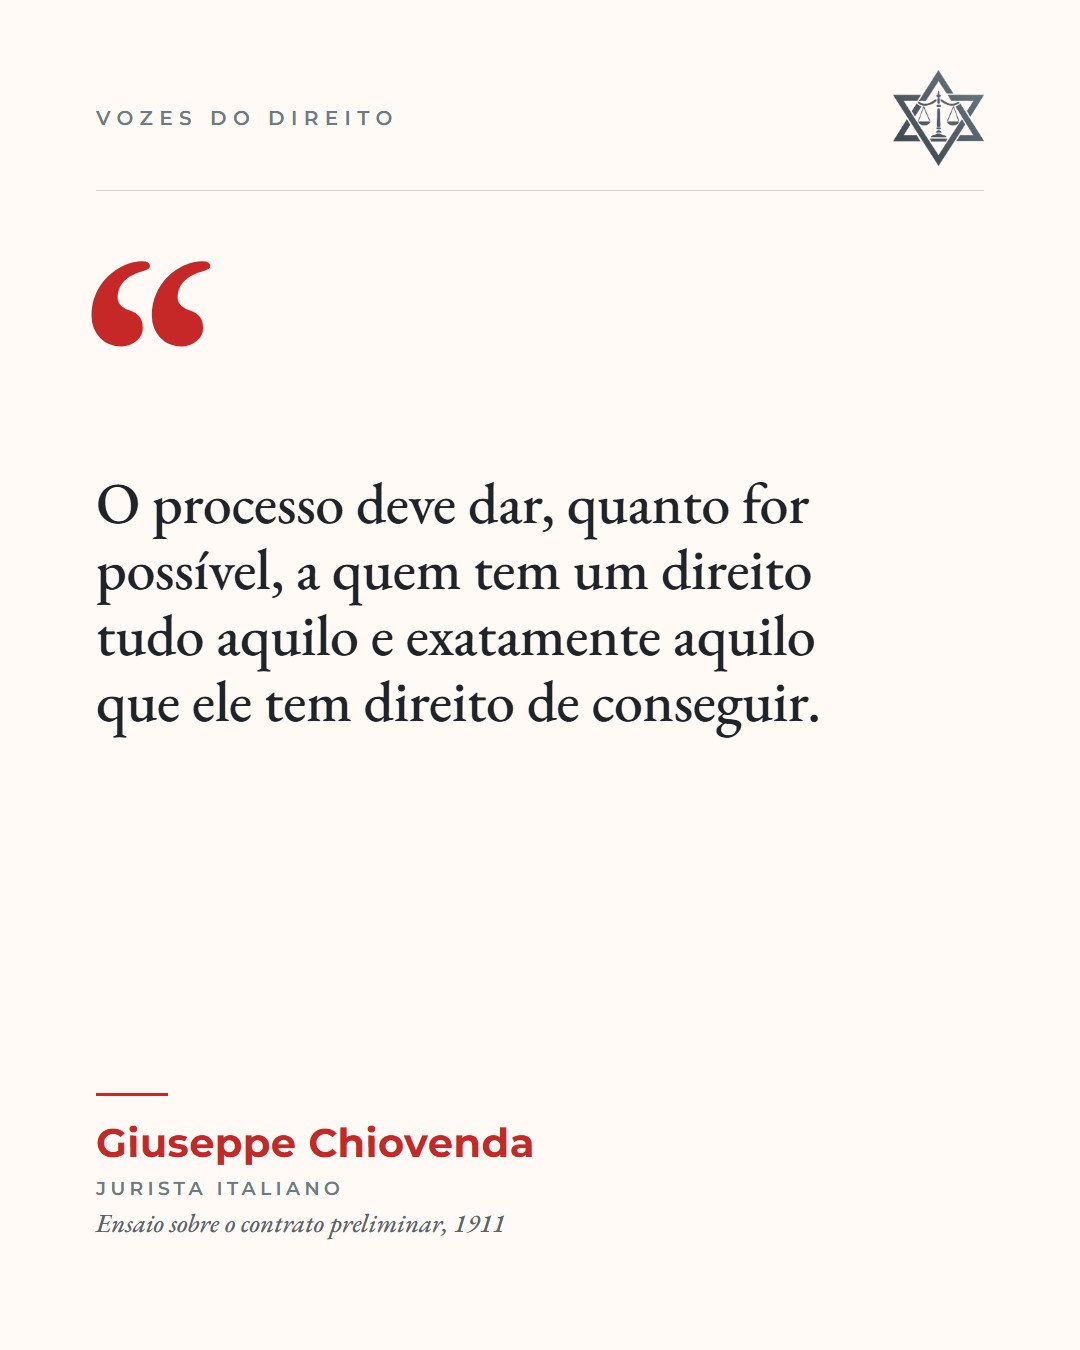 VOZES DO DIREITO
“
O processo deve dar, quanto for
possível, a quem tem um direito
tudo aquilo e exatamente aquilo
que ele tem direito de conseguir.
Giuseppe Chiovenda
JURISTA ITALIANO
Ensaio sobre o contrato preliminar, 1911